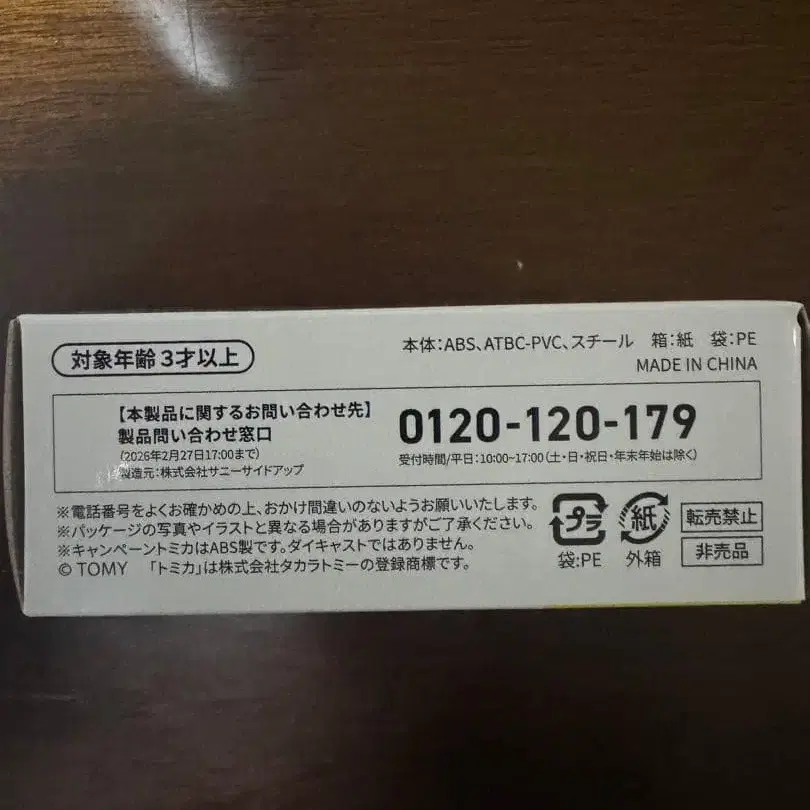 対象年齢3才以上
本体:ABS、ATBC-PVC、スチール 箱:紙 袋:PE
MADE IN CHINA
【本製品に関するお問い合わせ先】
製品問い合わせ窓口
(2026年2月27日17:00まで)
製造元:株式会社サニーサイドアップ
0120-120-179
受付時間/平日:10:00~17:00(土・日・祝日・年末年始は除く)
※電話番号をよくお確かめの上、おかけ間違いのないようお願いいたします。
※パッケージの写真やイラストと異なる場合がありますがご了承ください。
※キャンペーントミカはABS製です。ダイキャストではありません。
© TOMY 「トミカ」は株式会社タカラトミーの登録商標です。
プラ
袋:PE
紙
外箱
転売禁止
非売品